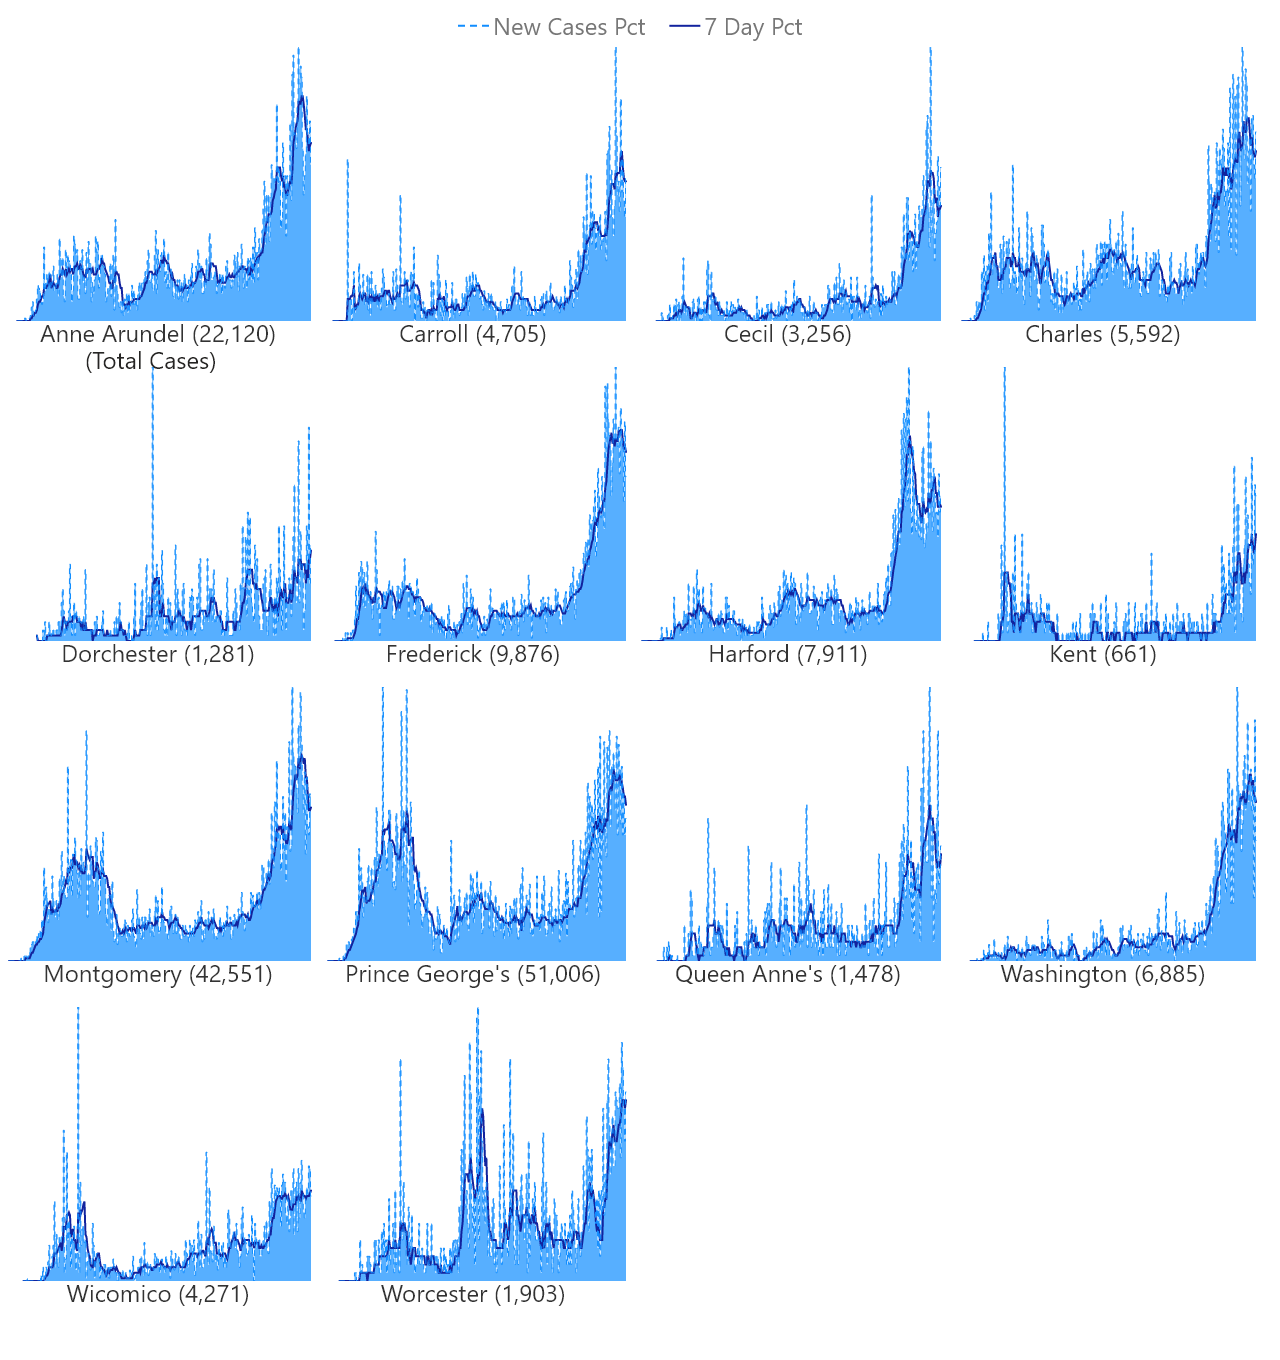 New Cases Pct 7 Day Pct
Anne Arundel (22,120) Carroll (4,705) Cecil (3,256) Charles (5,592)
(Total Cases)
Dorchester (1,281) Frederick (9,876) Harford (7,911) Kent (661)
Montgomery (42,551) Prince George's (51,006) Queen Anne's (1,478) Washington (6,885)
Wicomico (4,271) Worcester (1,903)